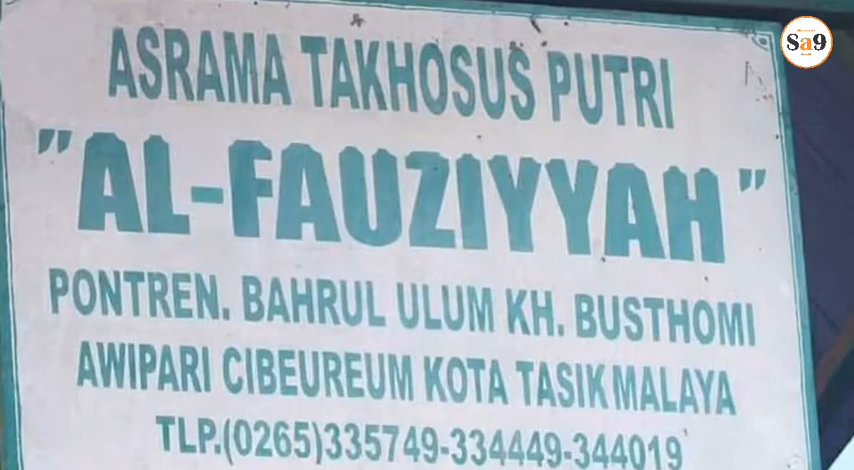 Sa9
ASRAMA TAKHOSUS PUTRI
"AL-FAUZIYYAH"
PONTREN. BAHRUL ULUM KH. BUSTHOMI
AWIPARI CIBEUREUM KOTA TASIKMALAYA
TLP.(0265)335749-334449-344019